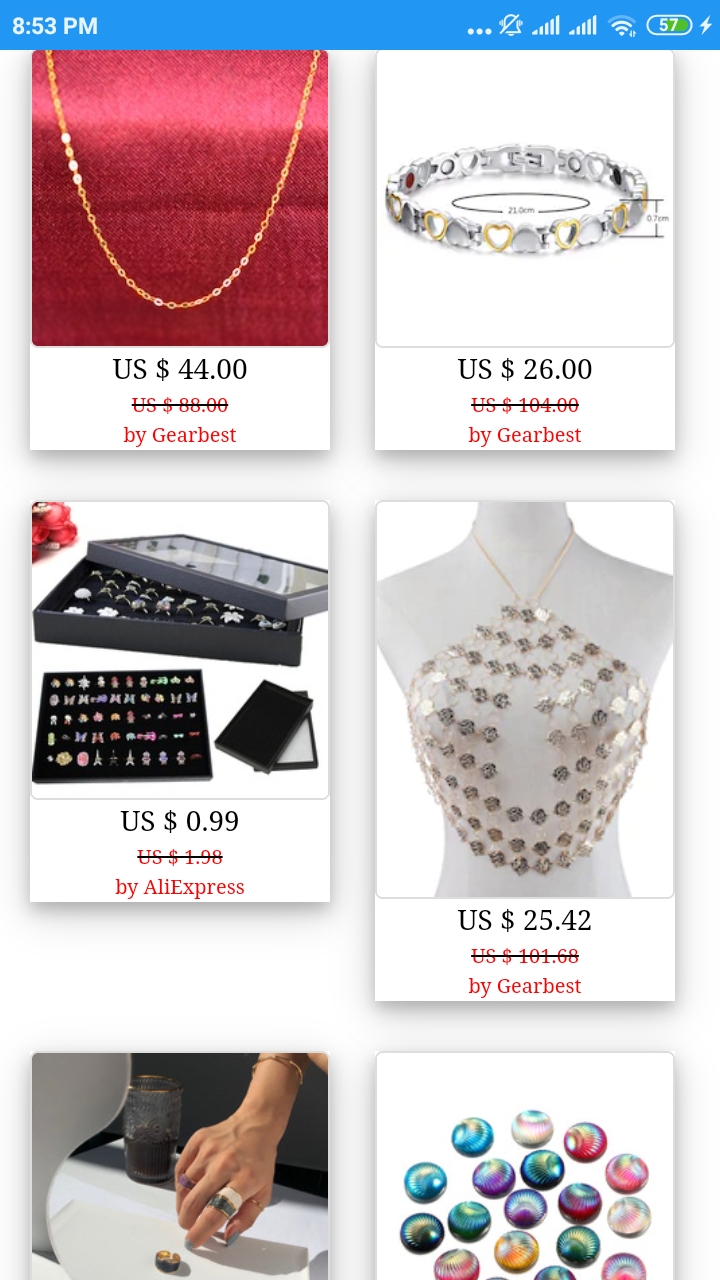 8:53 PM
57
21.0cm
0.7cm
US $ 44.00
US $ 88.00
by Gearbest
US $ 26.00
US $ 104.00
by Gearbest
US $ 0.99
US $ 1.98
by AliExpress
US $ 25.42
US $ 101.68
by Gearbest